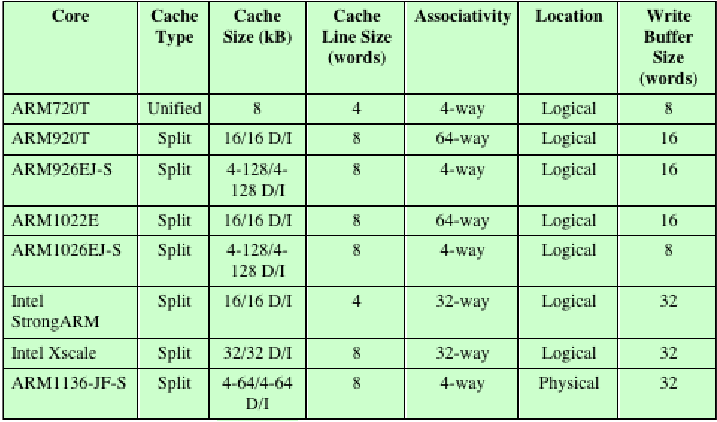 Core Cache Type Cache Size (kB) Cache Line Size (words) Associativity Location Write Buffer Size (words)
ARM720T Unified 8 4 4-way Logical 8
ARM920T Split 16/16 D/I 8 64-way Logical 16
ARM926EJ-S Split 4-128/4-128 D/I 8 4-way Logical 16
ARM1022E Split 16/16 D/I 8 64-way Logical 16
ARM1026EJ-S Split 4-128/4-128 D/I 8 4-way Logical 8
Intel StrongARM Split 16/16 D/I 4 32-way Logical 32
Intel Xscale Split 32/32 D/I 8 32-way Logical 32
ARM1136-JF-S Split 4-64/4-64 D/I 8 4-way Physical 32